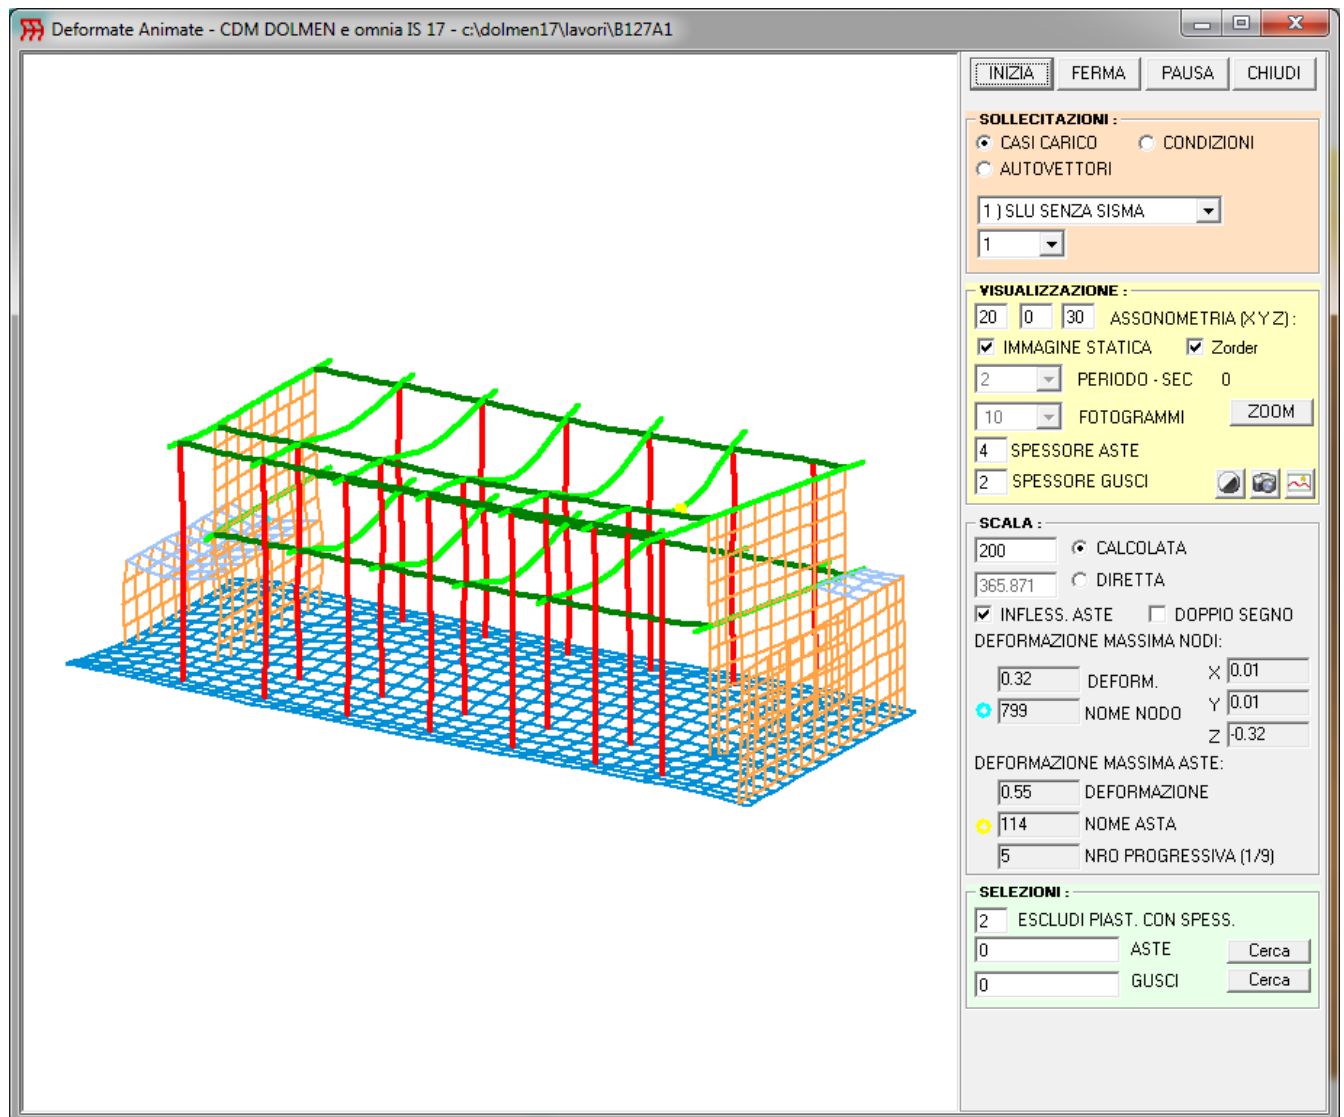 Deformate Animate - CDM DOLMEN e omnia IS 17 - c:\dolmen17\lavori\B127A1
INIZIA FERMA PAUSA CHIUDI
SOLLECITAZIONI :
CASI CARICO CONDIZIONI
AUTOVETTORI
1 ) SLU SENZA SISMA
1
VISUALIZZAZIONE :
20 0 30 ASSONOMETRIA (X Y Z) :
IMMAGINE STATICA Zorder
2 PERIODO - SEC 0
10 FOTOGRAMMI ZOOM
4 SPESSORE ASTE
2 SPESSORE GUSCI
SCALA :
200 CALCOLATA
365.871 DIRETTA
INFLESS. ASTE DOPPIO SEGNO
DEFORMAZIONE MASSIMA NODI:
0.32 DEFORM. X 0.01
799 NOME NODO Y 0.01
Z -0.32
DEFORMAZIONE MASSIMA ASTE:
0.55 DEFORMAZIONE
114 NOME ASTA
5 NRO PROGRESSIVA (1/9)
SELEZIONI :
2 ESCLUDI PIAST. CON SPESS.
0 ASTE Cerca
0 GUSCI Cerca